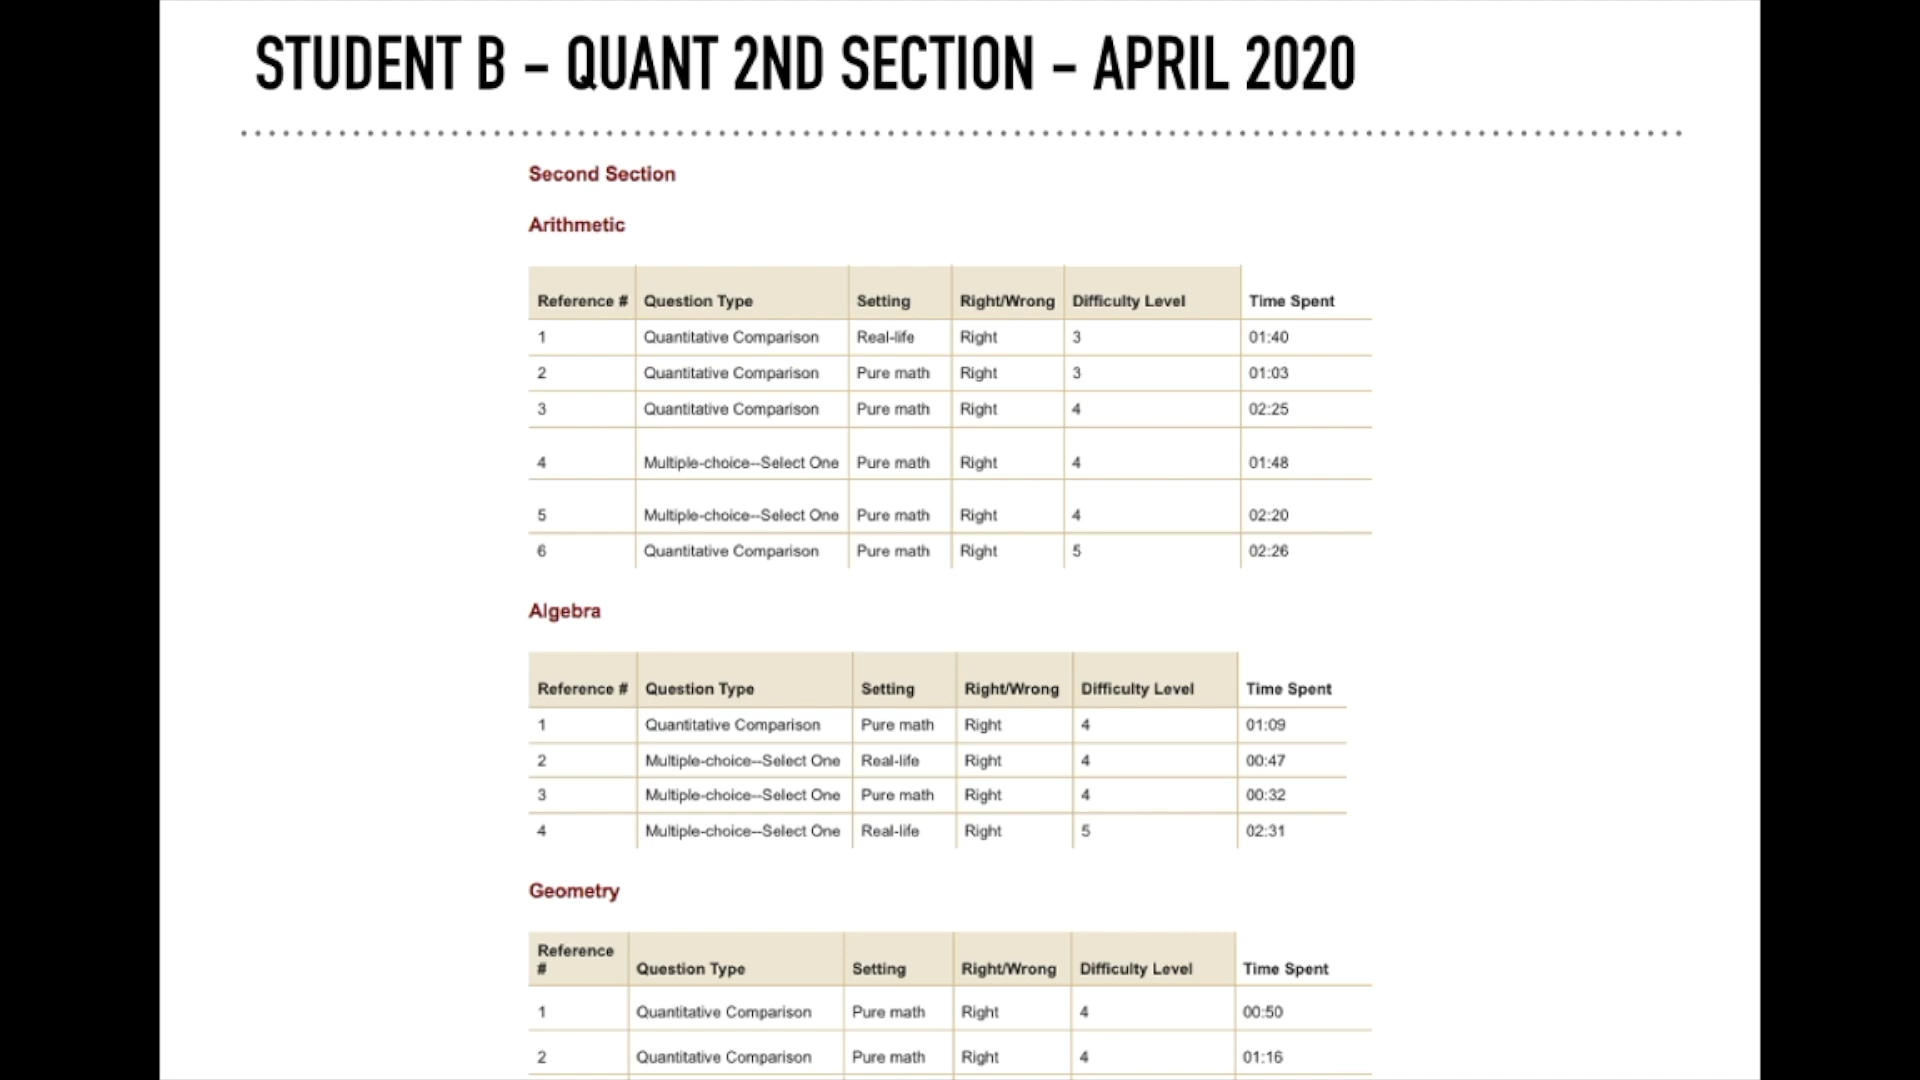 STUDENT B – QUANT 2ND SECTION – APRIL 2020
Second Section
Arithmetic
Reference # Question Type Setting Right/Wrong Difficulty Level Time Spent
1 Quantitative Comparison Real-life Right 3 01:40
2 Quantitative Comparison Pure math Right 3 01:03
3 Quantitative Comparison Pure math Right 4 02:25
4 Multiple-choice--Select One Pure math Right 4 01:48
5 Multiple-choice--Select One Pure math Right 4 02:20
6 Quantitative Comparison Pure math Right 5 02:26
Algebra
Reference # Question Type Setting Right/Wrong Difficulty Level Time Spent
1 Quantitative Comparison Pure math Right 4 01:09
2 Multiple-choice--Select One Real-life Right 4 00:47
3 Multiple-choice--Select One Pure math Right 4 00:32
4 Multiple-choice--Select One Real-life Right 5 02:31
Geometry
Reference
# Question Type Setting Right/Wrong Difficulty Level Time Spent
1 Quantitative Comparison Pure math Right 4 00:50
2 Quantitative Comparison Pure math Right 4 01:16